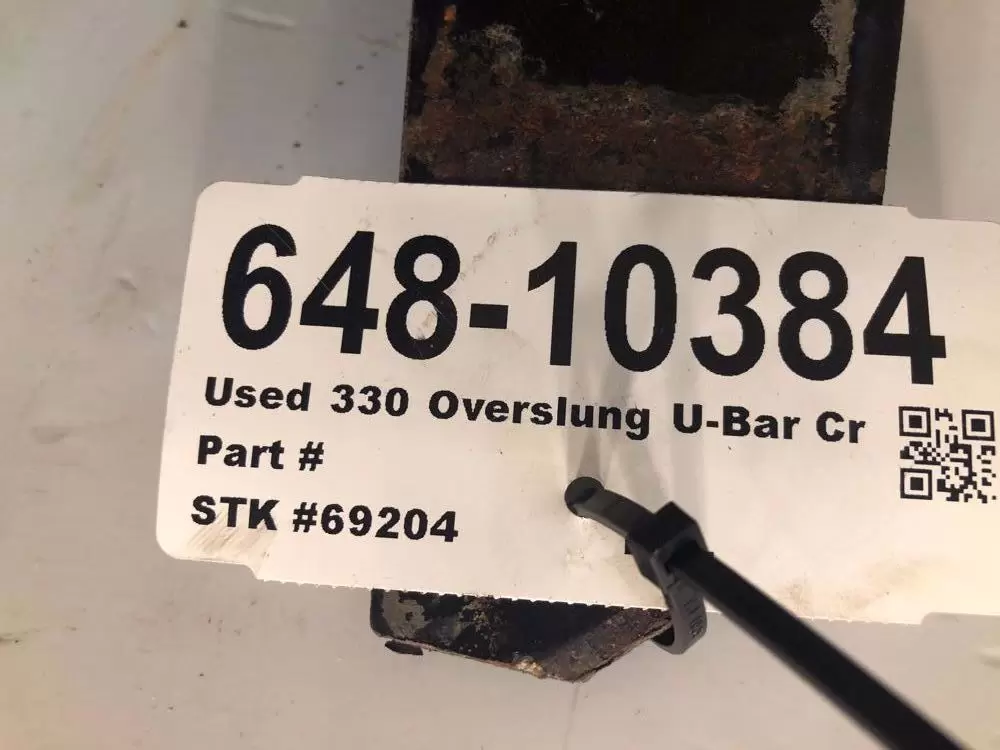 648-10384
Used 330 Overslung U-Bar Cr
Part #
STK #69204